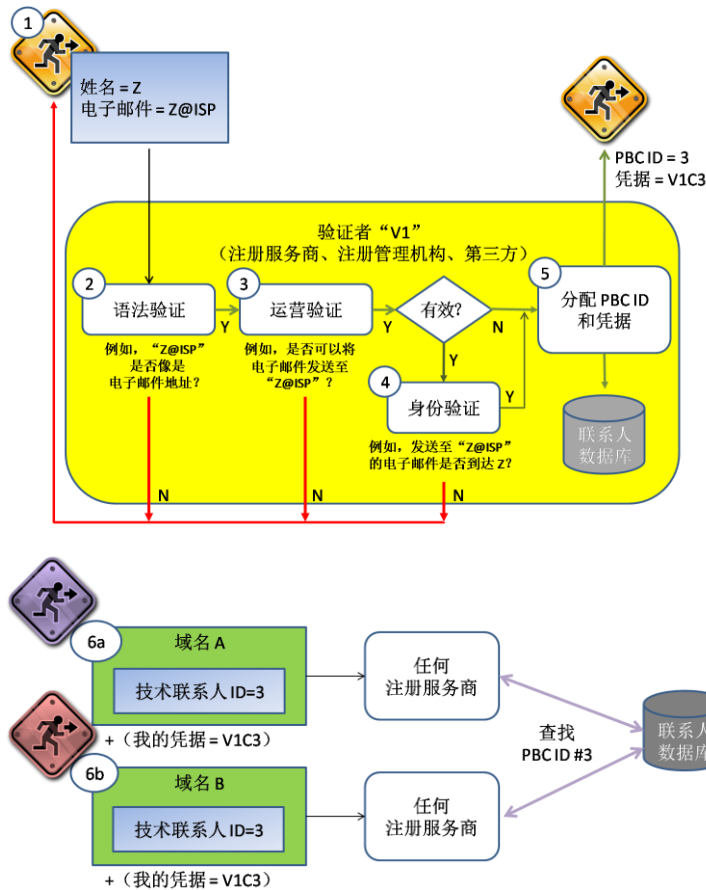 1
姓名 = Z
电子邮件 = Z@ISP
PBC ID = 3
凭据 = V1C3
验证者“V1”
（注册服务商、注册管理机构、第三方）
2
语法验证
Y
例如，“Z@ISP”
是否像是
电子邮件地址？
N
3
运营验证
Y
例如，是否可以将
电子邮件发送至
“Z@ISP”？
N
有效？
N
Y
4
身份验证
Y
例如，发送至“Z@ISP”
的电子邮件是否到达 Z？
N
5
分配 PBC ID
和凭据
联系人
数据库
6a
域名 A
技术联系人 ID=3
+（我的凭据 = V1C3）
任何
注册服务商
6b
域名 B
技术联系人 ID=3
+（我的凭据 = V1C3）
任何
注册服务商
查找
PBC ID #3
联系人
数据库